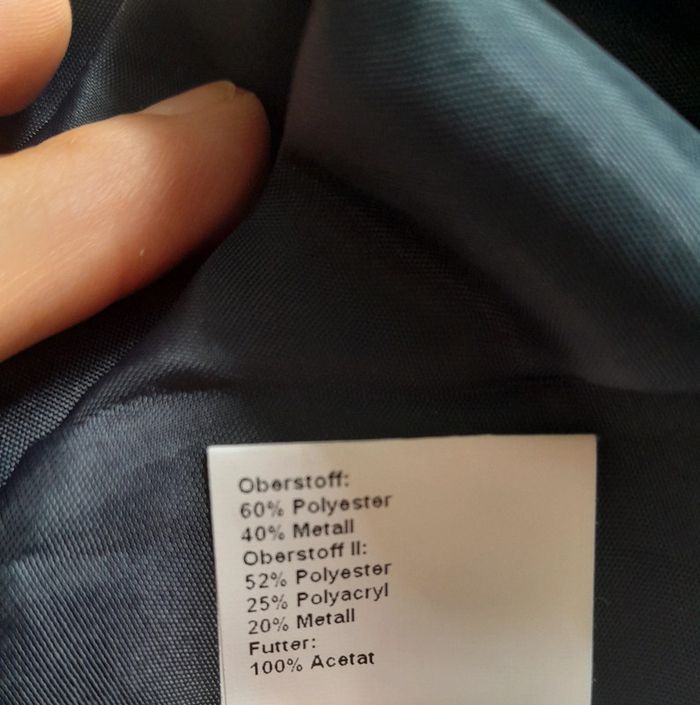 Oberstoff:
60% Polyester
40% Metall
Oberstoff II:
52% Polyester
25% Polyacryl
20% Metall
Futter:
100% Acetat